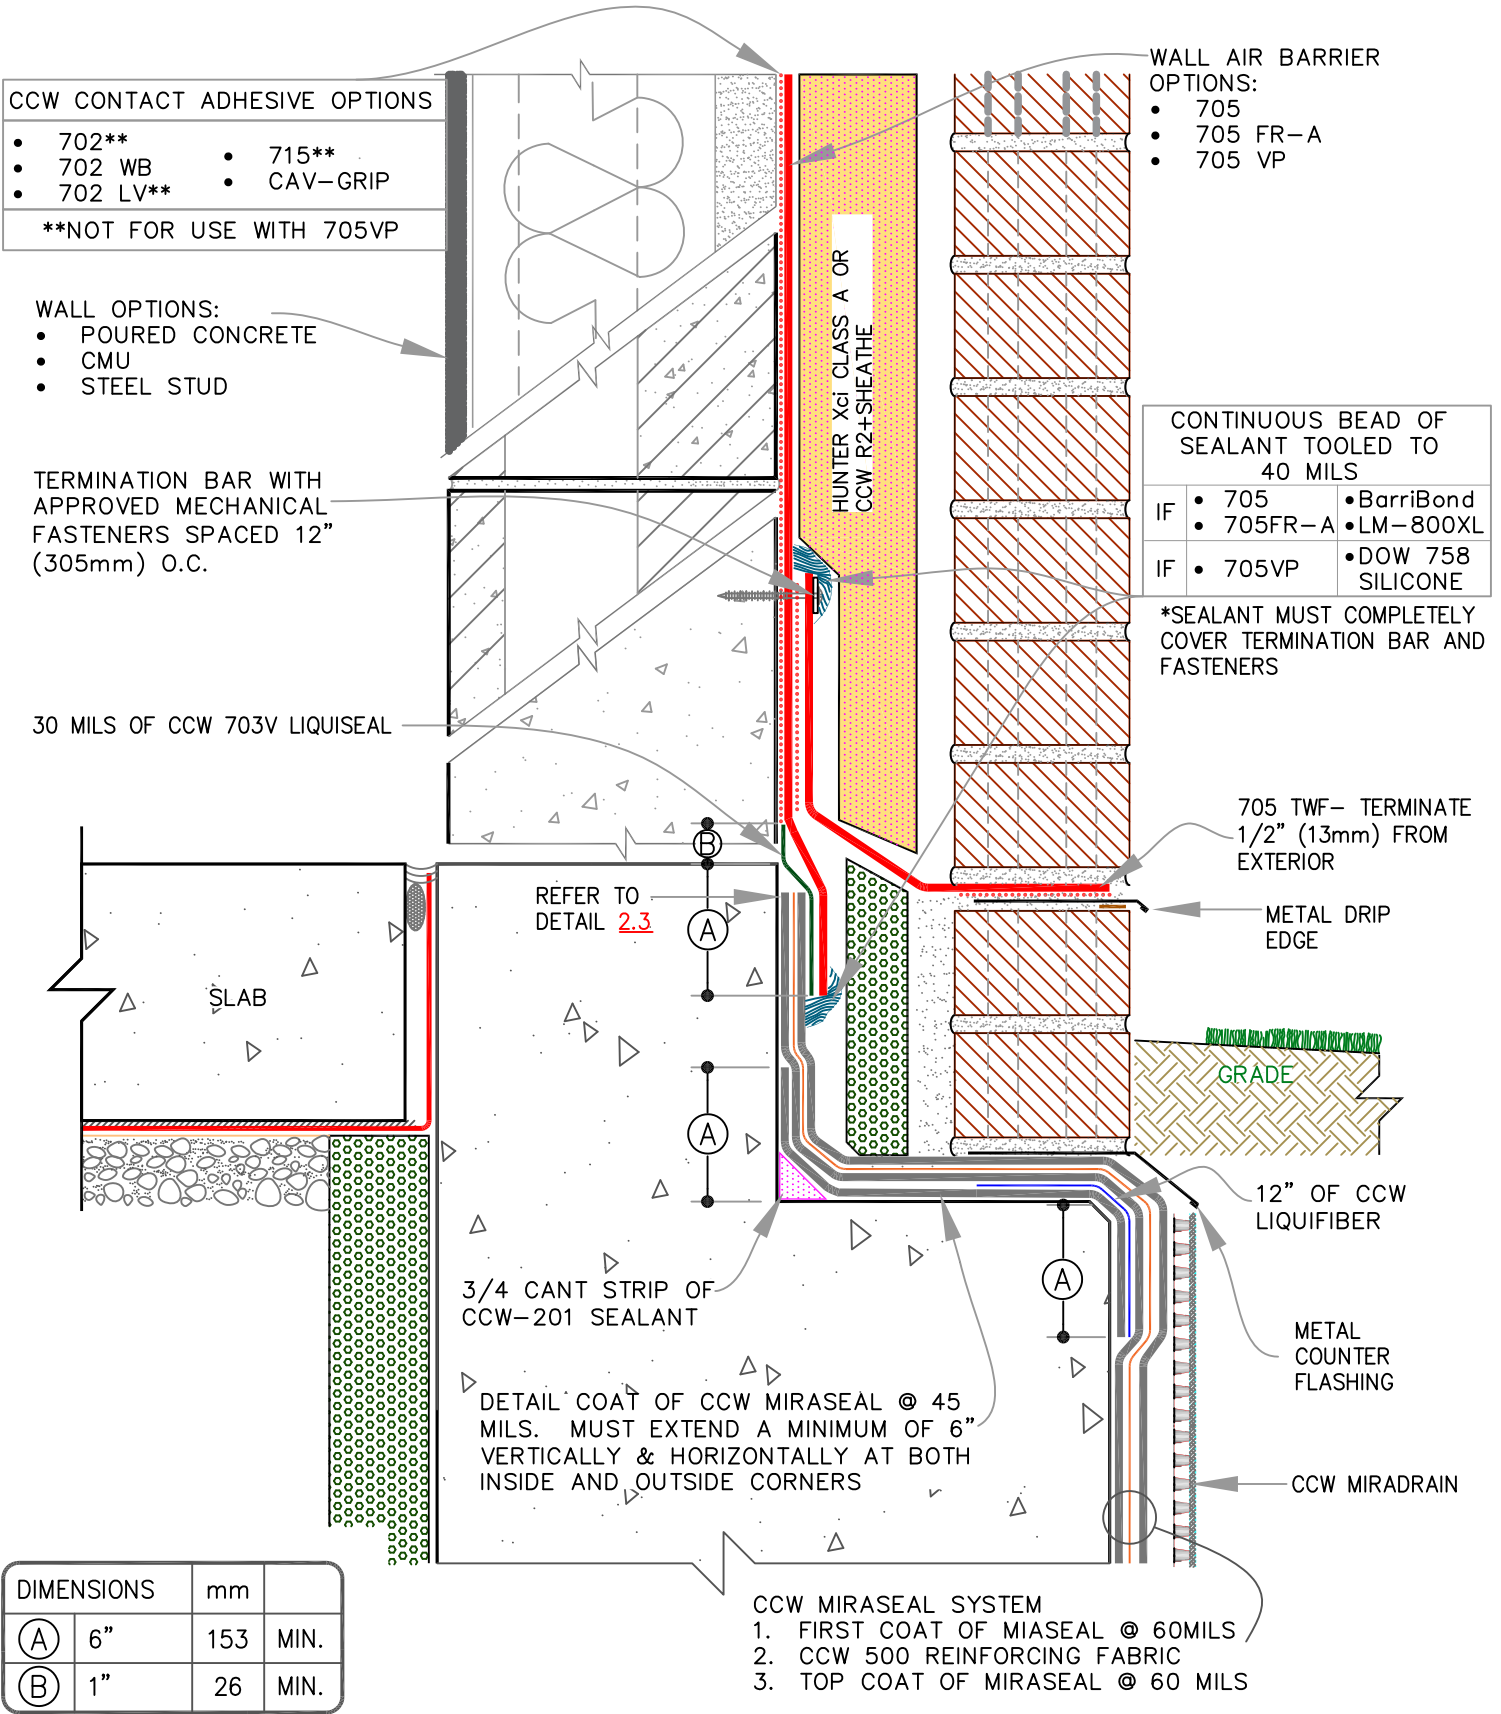 CCW CONTACT ADHESIVE OPTIONS
• 702**
• 702 WB
• 702 LV**
• 715**
• CAV-GRIP
**NOT FOR USE WITH 705VP
WALL AIR BARRIER
OPTIONS:
• 705
• 705 FR-A
• 705 VP
WALL OPTIONS:
• POURED CONCRETE
• CMU
• STEEL STUD
HUNTER Xci CLASS A OR
CCW R2+SHEATHE
TERMINATION BAR WITH
APPROVED MECHANICAL
FASTENERS SPACED 12"
(305mm) O.C.
CONTINUOUS BEAD OF
SEALANT TOOLED TO
40 MILS
IF • 705 • BarriBond
• 705FR-A • LM-800XL
IF • 705VP • DOW 758
SILICONE
*SEALANT MUST COMPLETELY
COVER TERMINATION BAR AND
FASTENERS
30 MILS OF CCW 703V LIQUISEAL
705 TWF- TERMINATE
1/2" (13mm) FROM
EXTERIOR
B
REFER TO
DETAIL 2.3
A
METAL DRIP
EDGE
SLAB
GRADE
A
12" OF CCW
LIQUIFIBER
3/4 CANT STRIP OF
CCW-201 SEALANT
A
METAL
COUNTER
FLASHING
DETAIL COAT OF CCW MIRASEAL @ 45
MILS. MUST EXTEND A MINIMUM OF 6"
VERTICALLY & HORIZONTALLY AT BOTH
INSIDE AND OUTSIDE CORNERS
CCW MIRADRAIN
DIMENSIONS mm
A 6" 153 MIN.
B 1" 26 MIN.
CCW MIRASEAL SYSTEM
1. FIRST COAT OF MIASEAL @ 60MILS
2. CCW 500 REINFORCING FABRIC
3. TOP COAT OF MIRASEAL @ 60 MILS